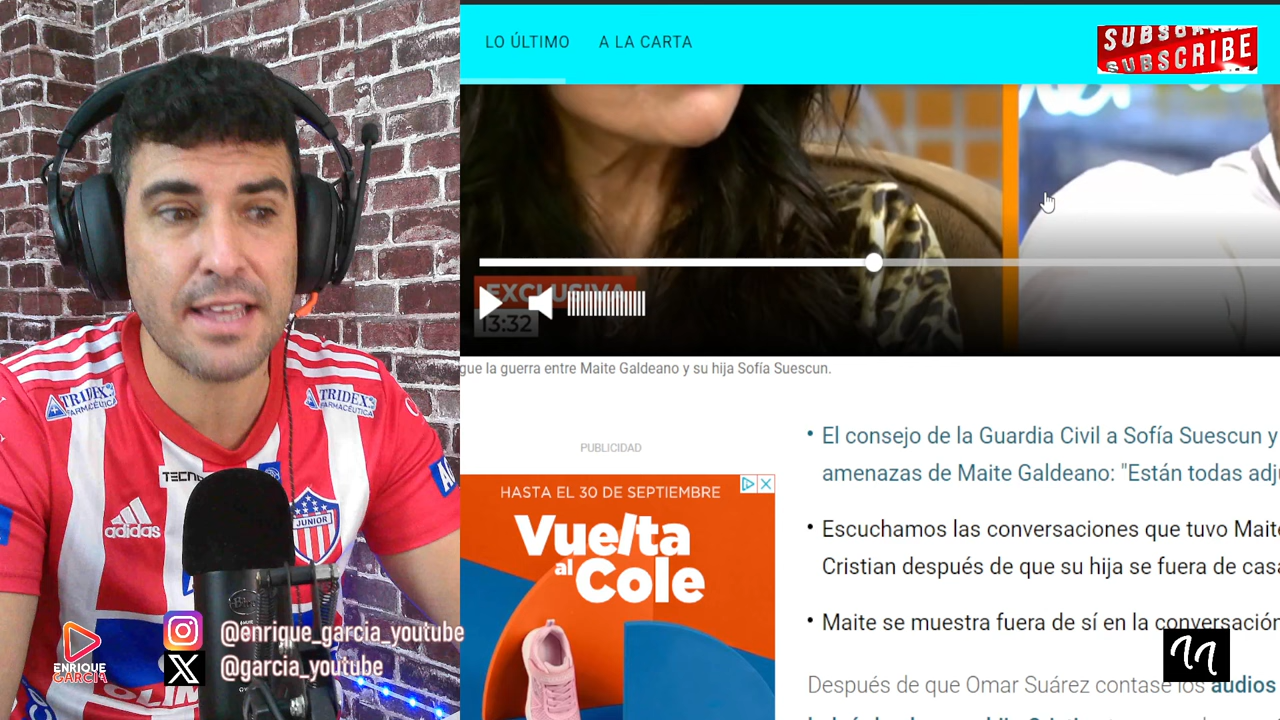 LO ÚLTIMO A LA CARTA
SUBSCRIBE
SUBSCRIBE
EXCLUSIVA
13:32
gue la guerra entre Maite Galdeano y su hija Sofía Suescun.
PUBLICIDAD
HASTA EL 30 DE SEPTIEMBRE
Vuelta
al Cole
• El consejo de la Guardia Civil a Sofía Suescun y
amenazas de Maite Galdeano: "Están todas adj
• Escuchamos las conversaciones que tuvo Maite
Cristian después de que su hija se fuera de casa
• Maite se muestra fuera de sí en la conversación
Después de que Omar Suárez contase los audios
TRIDEX
FARMACÉUTICA
TRIDEX
FARMACÉUTICA
TECNO
adidas
JUNIOR
@enrique_garcia_youtube
@garcia_youtube
ENRIQUE
GARCIA